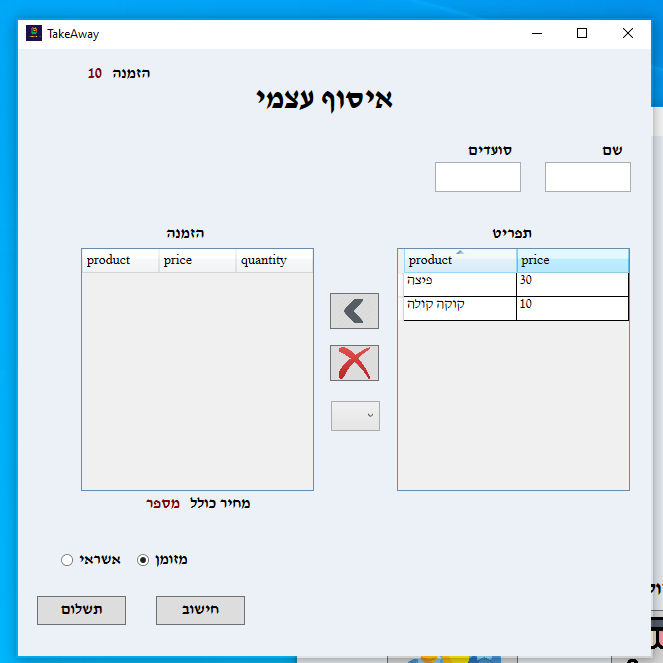 TakeAway
הזמנה 10
איסוף עצמי
שם
סועדים
תפריט
product price
פיצה 30
קוקה קולה 10
הזמנה
product price quantity
מחיר כולל מספר
מזומן
אשראי
חישוב
תשלום